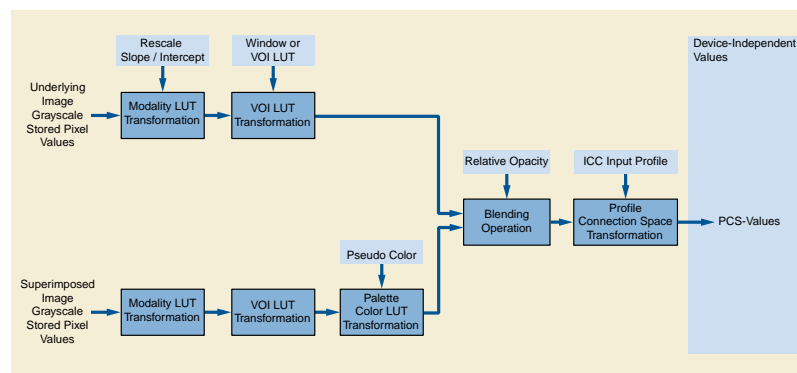 Rescale
Slope / Intercept
Window or
VOI LUT
Device-Independent
Values
Underlying
Image
Grayscale
Stored Pixel
Values
Modality LUT
Transformation
VOI LUT
Transformation
Relative Opacity
ICC Input Profile
Blending
Operation
Profile
Connection Space
Transformation
PCS-Values
Pseudo Color
Superimposed
Image
Grayscale
Stored Pixel
Values
Modality LUT
Transformation
VOI LUT
Transformation
Palette
Color LUT
Transformation